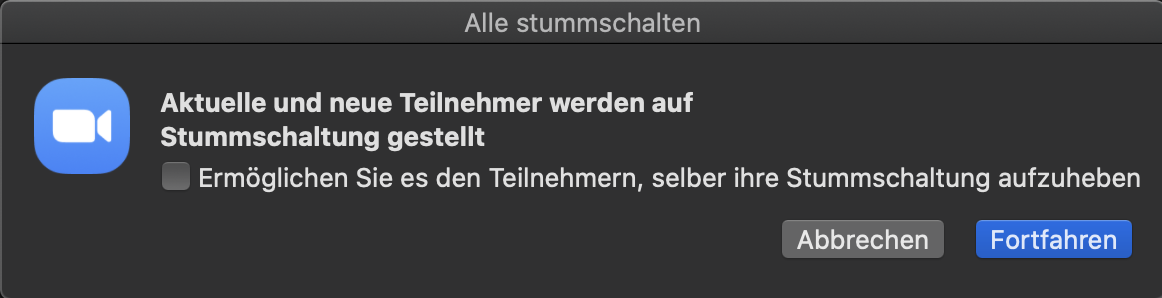 Alle stummschalten
Aktuelle und neue Teilnehmer werden auf
Stummschaltung gestellt
Ermöglichen Sie es den Teilnehmern, selber ihre Stummschaltung aufzuheben
Abbrechen
Fortfahren